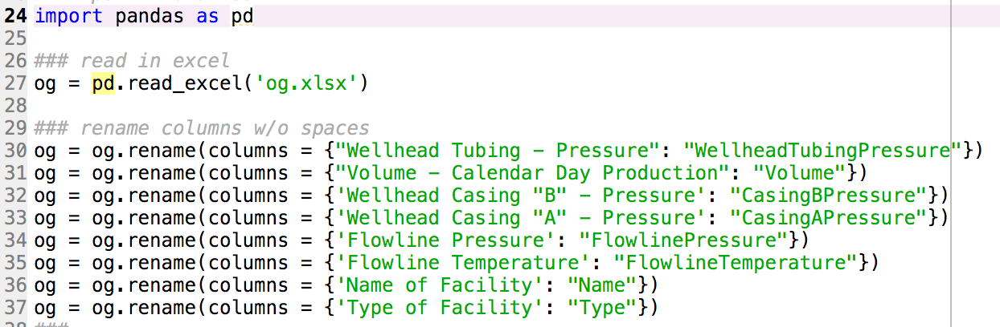 24 import pandas as pd
25
26 ### read in excel
27 og = pd.read_excel('og.xlsx')
28
29 ### rename columns w/o spaces
30 og = og.rename(columns = {"Wellhead Tubing – Pressure": "WellheadTubingPressure"})
31 og = og.rename(columns = {"Volume – Calendar Day Production": "Volume"})
32 og = og.rename(columns = {'Wellhead Casing "B" – Pressure': "CasingBPressure"})
33 og = og.rename(columns = {'Wellhead Casing "A" – Pressure': "CasingAPressure"})
34 og = og.rename(columns = {'Flowline Pressure': "FlowlinePressure"})
35 og = og.rename(columns = {'Flowline Temperature': "FlowlineTemperature"})
36 og = og.rename(columns = {'Name of Facility': "Name"})
37 og = og.rename(columns = {'Type of Facility': "Type"})
38 ###